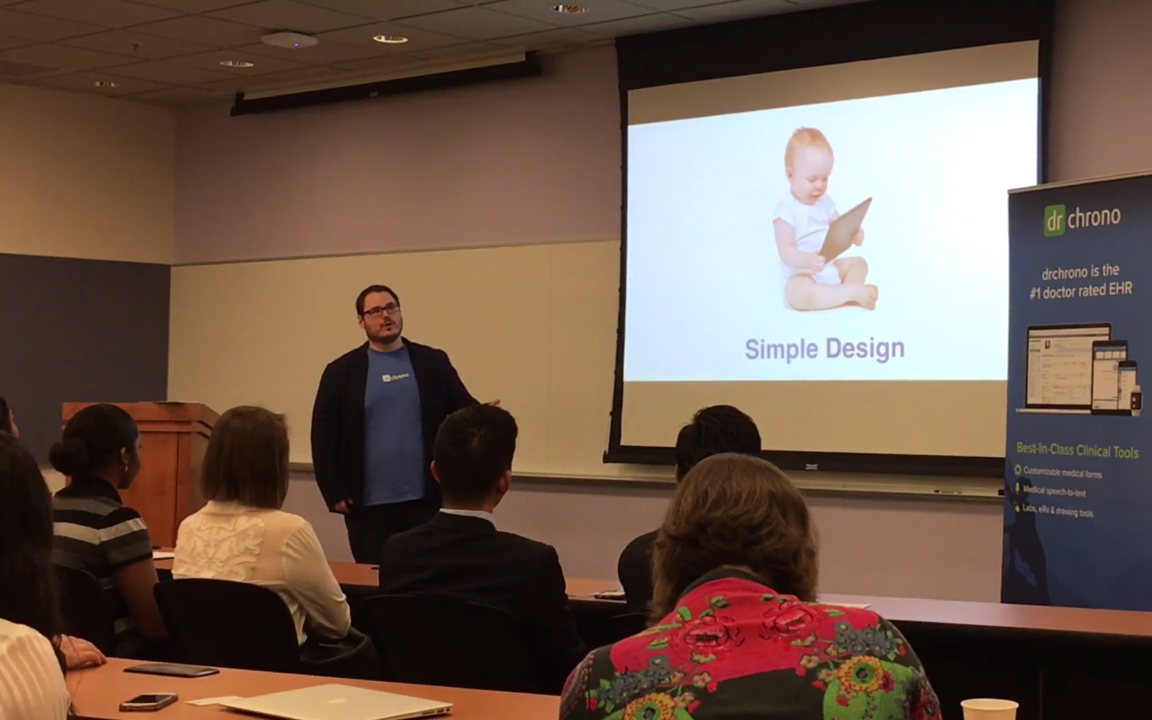 Simple Design
drchrono
dr chrono
drchrono is the
#1 doctor rated EHR
Best-In-Class Clinical Tools
Customizable medical forms
Medical speech-to-text
Labs, eRx & drawing tools